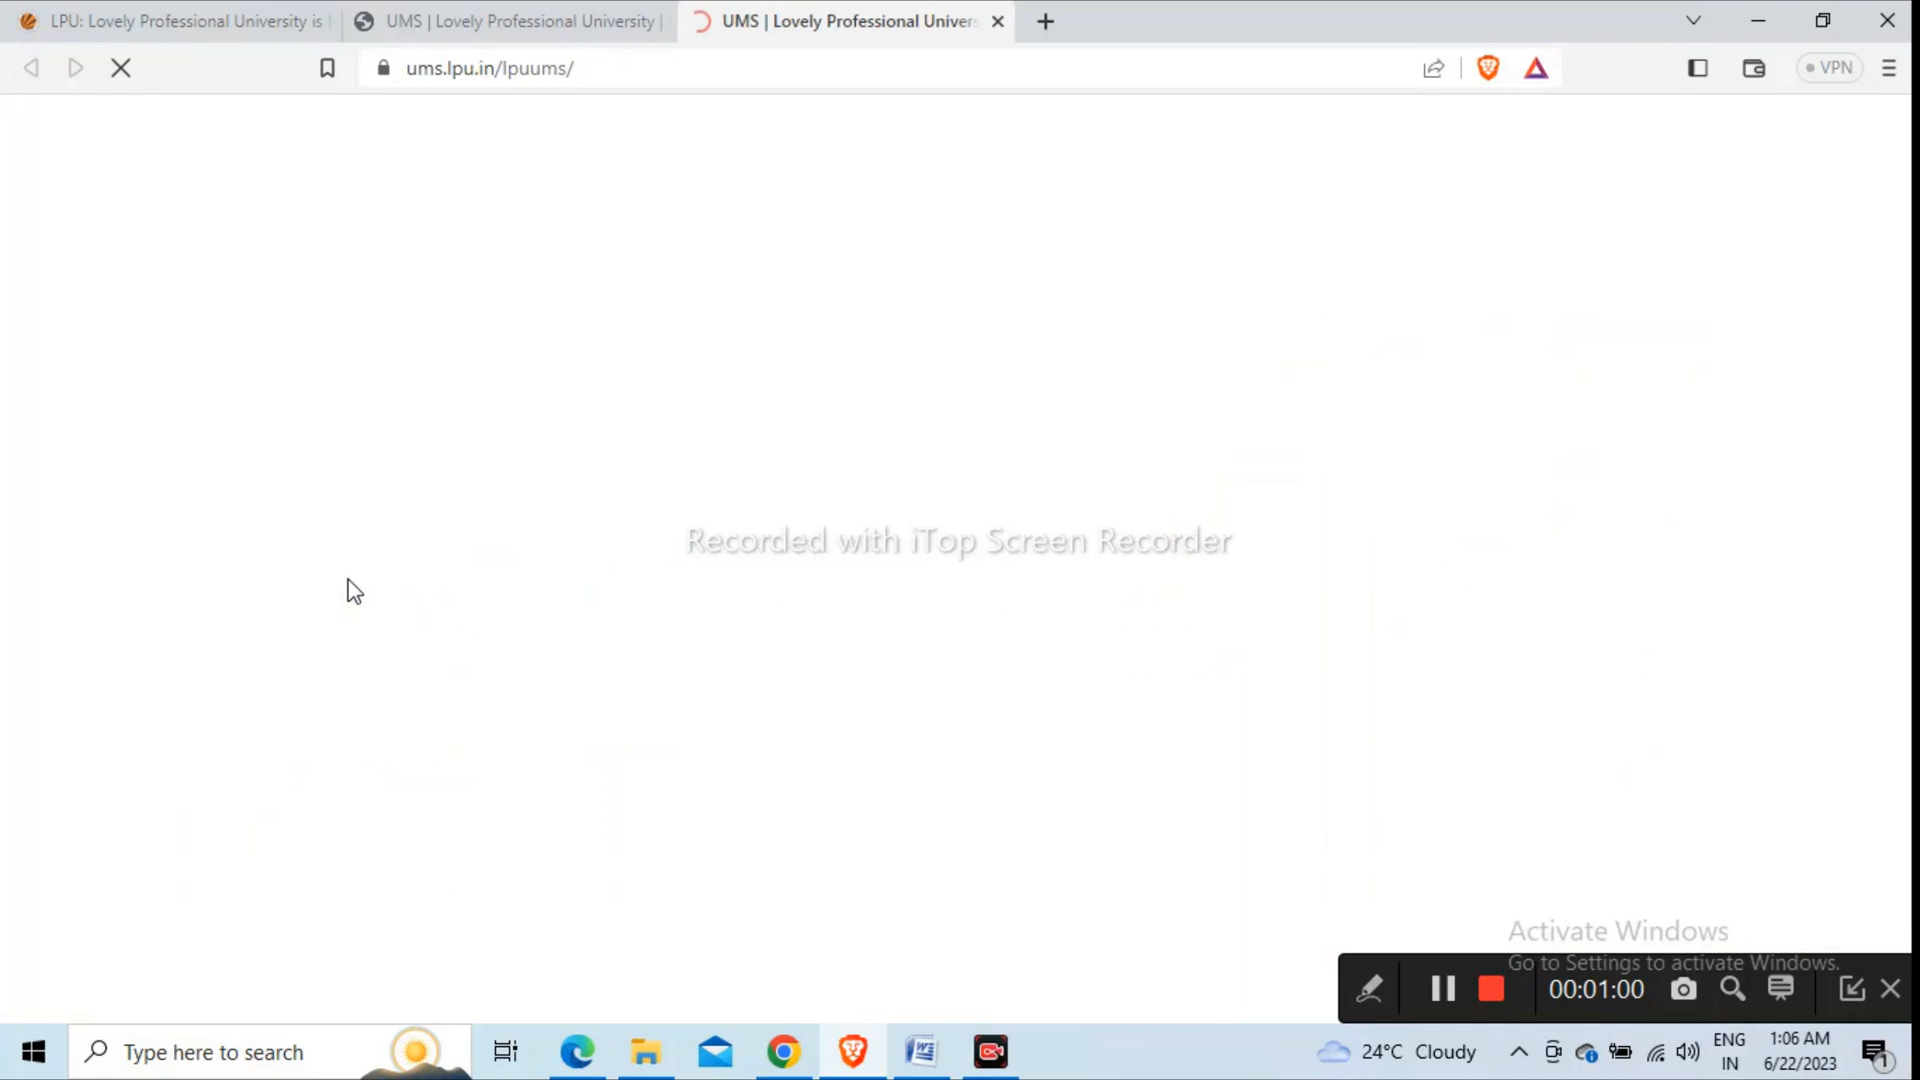 LPU: Lovely Professional University is
UMS | Lovely Professional University |
UMS | Lovely Professional Univers
ums.lpu.in/lpuums/
VPN
Recorded with iTop Screen Recorder
Activate Windows
Go to Settings to activate Windows.
00:01:00
Type here to search
24°C Cloudy
ENG
IN
1:06 AM
6/22/2023
1